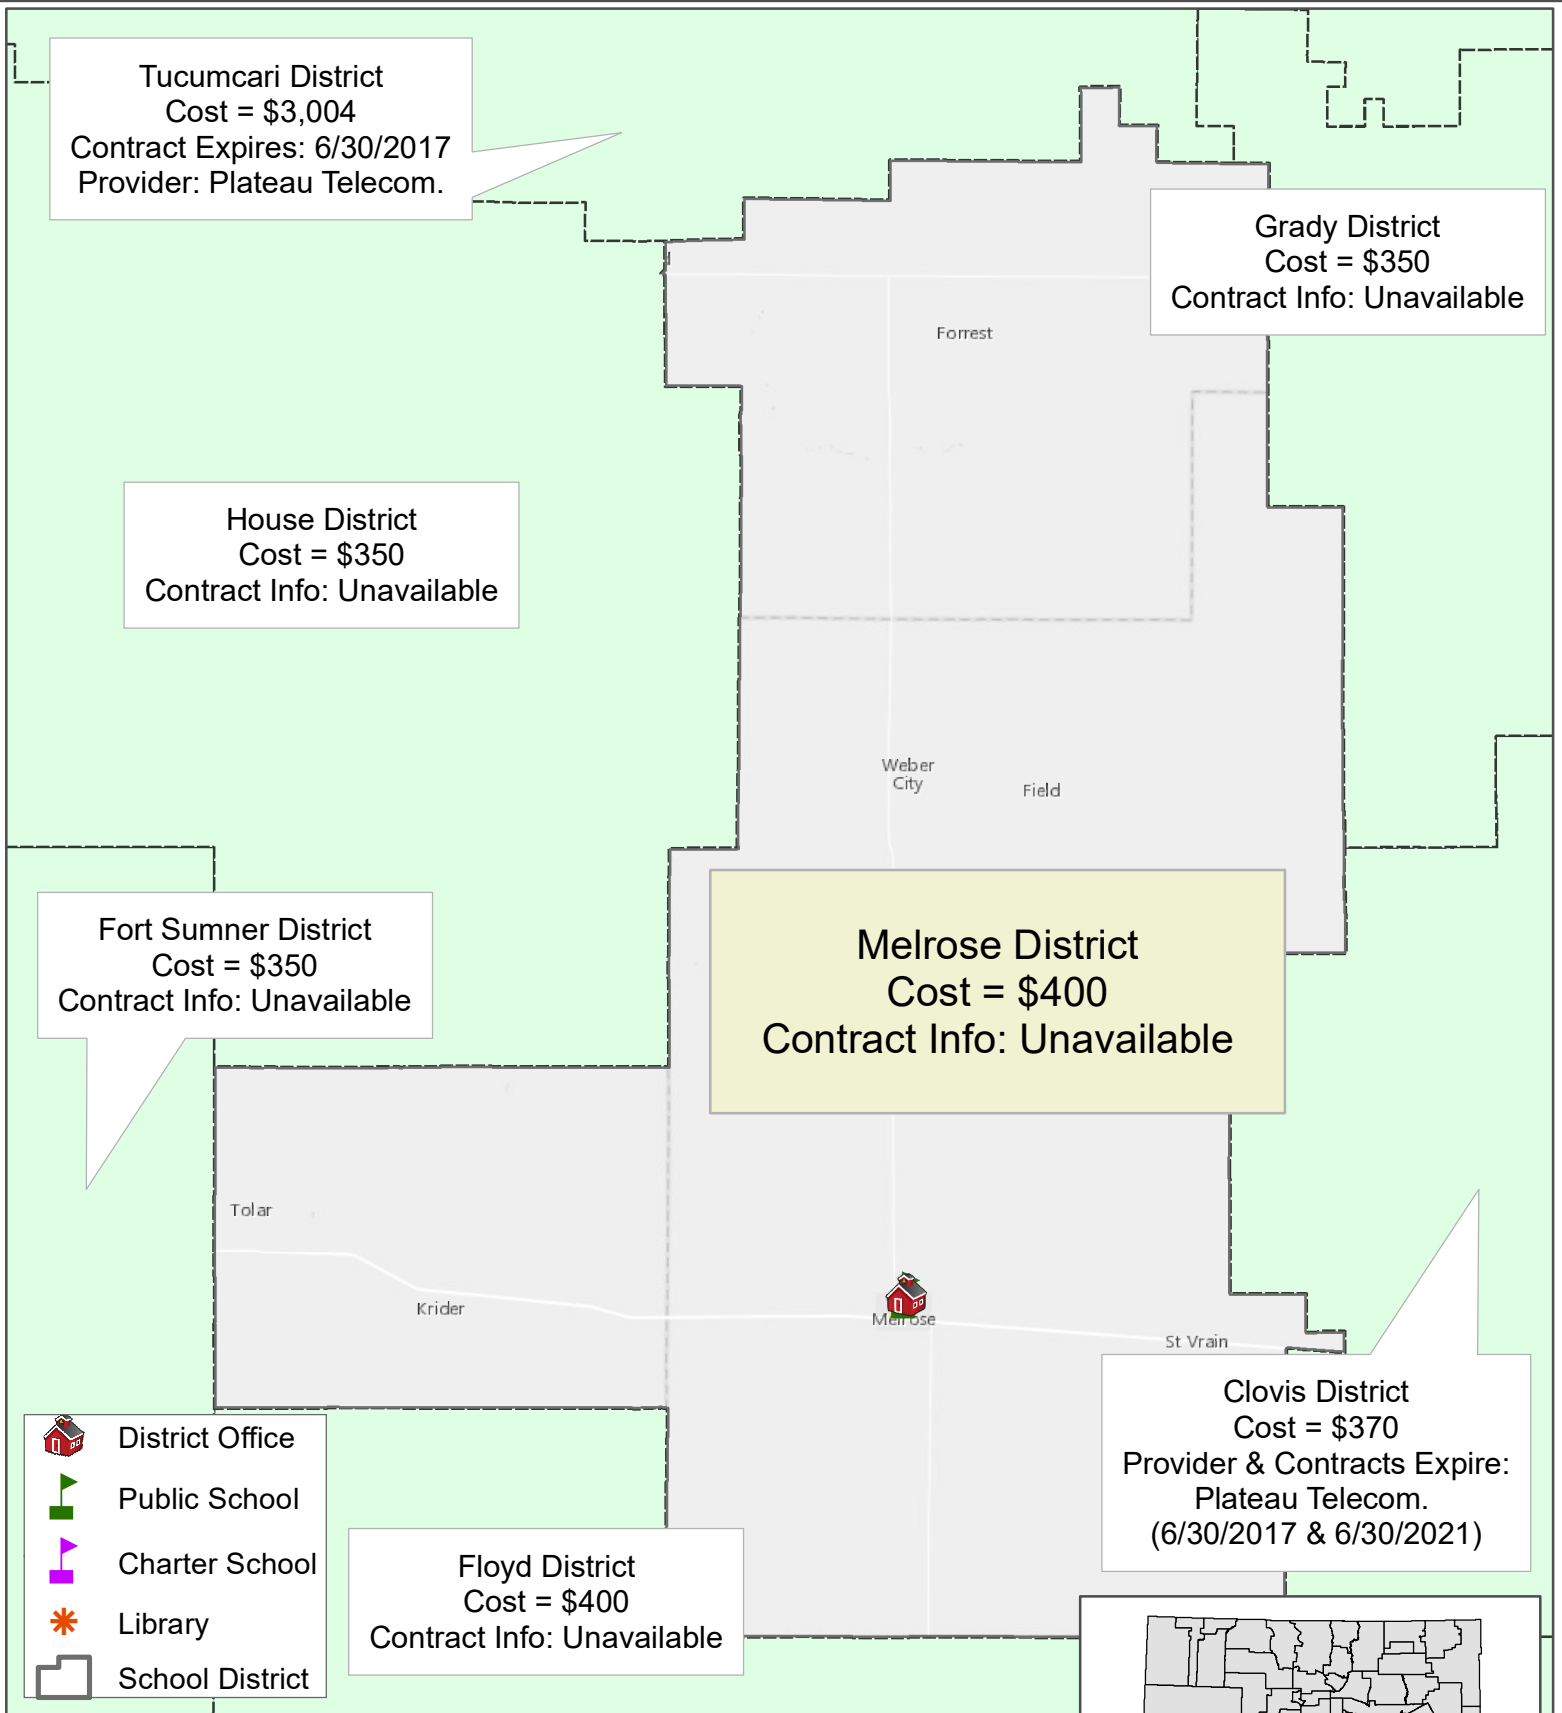 Tucumcari District
Cost = $3,004
Contract Expires: 6/30/2017
Provider: Plateau Telecom.
Grady District
Cost = $350
Contract Info: Unavailable
Forrest
House District
Cost = $350
Contract Info: Unavailable
Weber
City
Field
Fort Sumner District
Cost = $350
Contract Info: Unavailable
Melrose District
Cost = $400
Contract Info: Unavailable
Tolar
Krider
Melrose
St Vrain
Clovis District
Cost = $370
Provider & Contracts Expire:
Plateau Telecom.
(6/30/2017 & 6/30/2021)
District Office
Public School
Charter School
Library
School District
Floyd District
Cost = $400
Contract Info: Unavailable